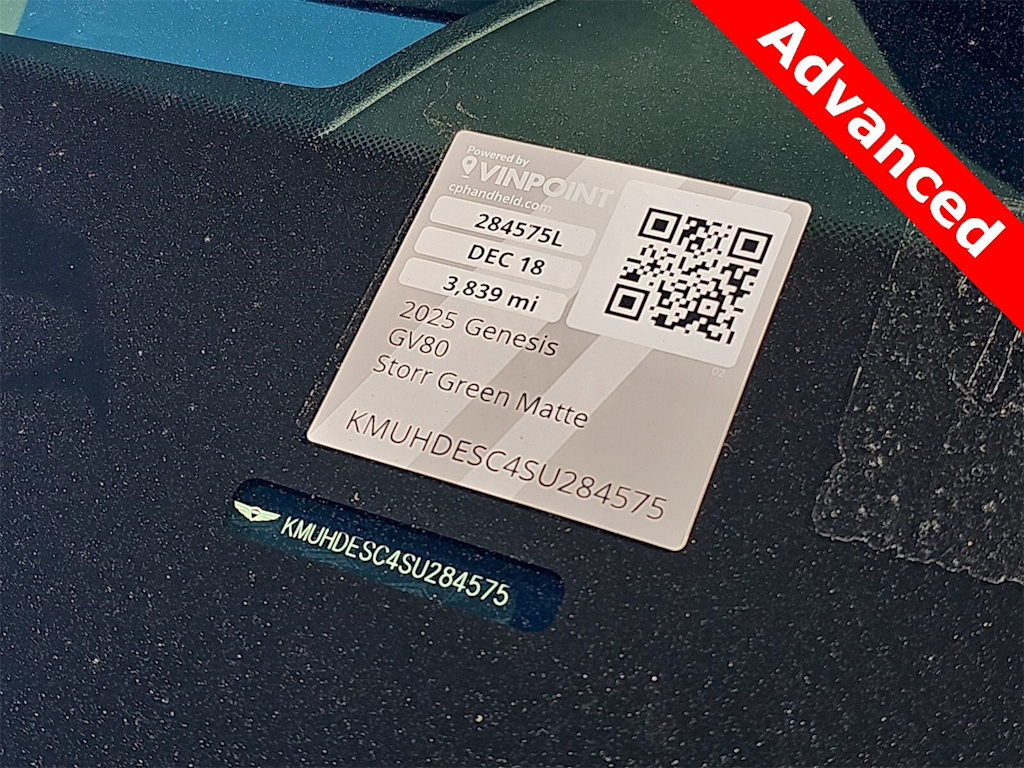 Advanced
Powered by
VINPOINT
cphandheld.com
284575L
DEC 18
3,839 mi
2025 Genesis
GV80
Storr Green Matte
02
KMUHDESC4SU284575
KMUHDESC4SU284575